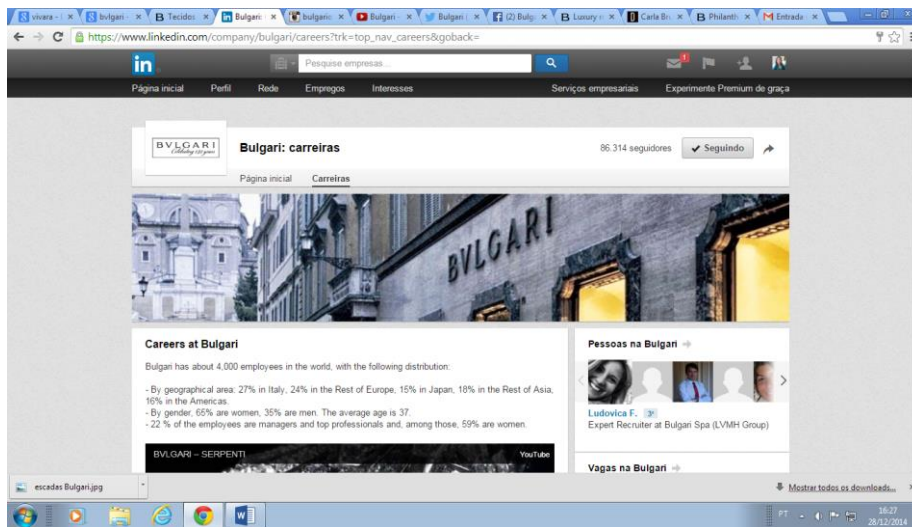 vivara - 
bvlgari - 
Tecidos 
Bulgari: 
bulgario 
Bulgari - 
Bulgari ( 
(2) Bulg 
Luxury 
Carla Br 
Philanth 
Entrada 
https://www.linkedin.com/company/bulgari/careers?trk=top_nav_careers&goback=
in
Pesquise empresas...
1
Página inicial Perfil Rede Empregos Interesses Serviços empresariais Experimente Premium de graça
BVLGARI
Bulgari: carreiras
86.314 seguidores
Seguindo
Página inicial Carreiras
BVLGARI
Careers at Bulgari
Bulgari has about 4,000 employees in the world, with the following distribution:
- By geographical area: 27% in Italy, 24% in the Rest of Europe, 15% in Japan, 18% in the Rest of Asia,
16% in the Americas.
- By gender, 65% are women, 35% are men. The average age is 37.
- 22 % of the employees are managers and top professionals and, among those, 59% are women.
BVLGARI – SERPENTI
YouTube
Pessoas na Bulgari
Ludovica F. 3º
Expert Recruiter at Bulgari Spa (LVMH Group)
Vagas na Bulgari
escadas Bulgari.jpg
Mostrar todos os downloads...
PT
16:27
28/12/2014